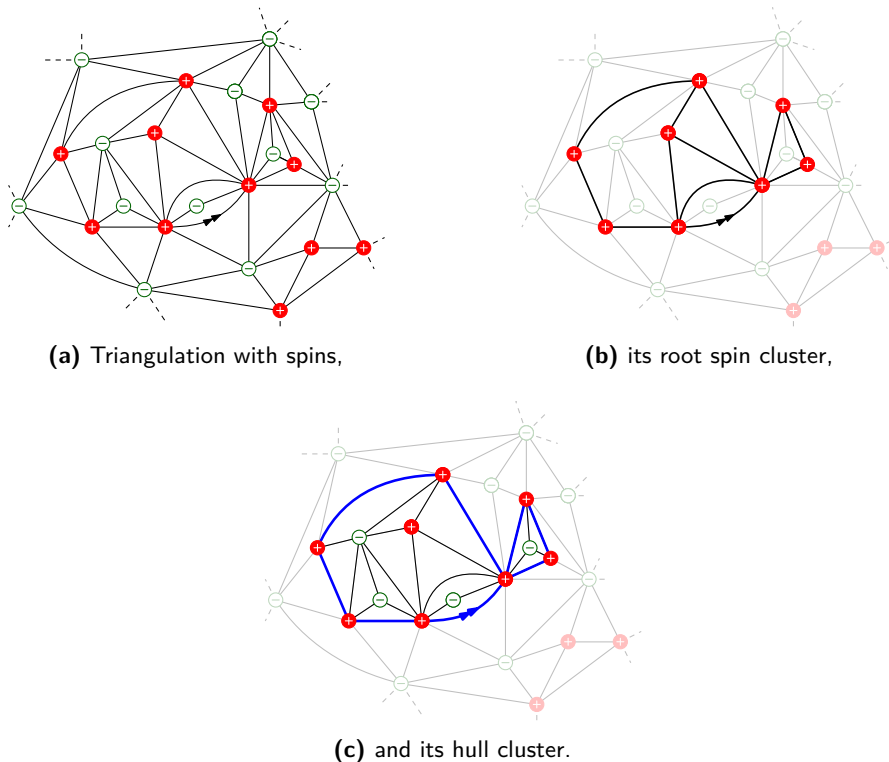 (a) Triangulation with spins,
(b) its root spin cluster,
(c) and its hull cluster.